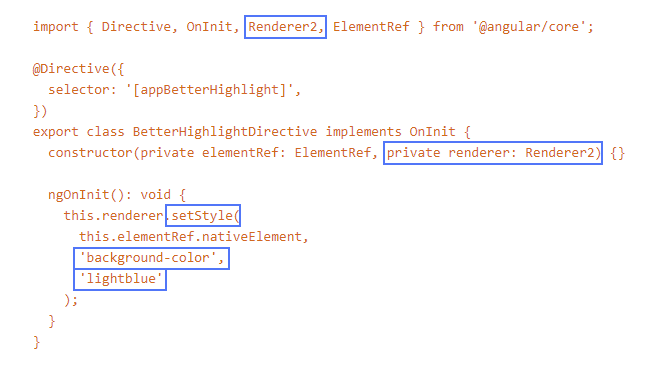 import { Directive, OnInit, Renderer2, ElementRef } from '@angular/core';
@Directive({
selector: '[appBetterHighlight]',
})
export class BetterHighlightDirective implements OnInit {
constructor(private elementRef: ElementRef, private renderer: Renderer2) {}
ngOnInit(): void {
this.renderer.setStyle(
this.elementRef.nativeElement,
'background-color',
'lightblue'
);
}
}